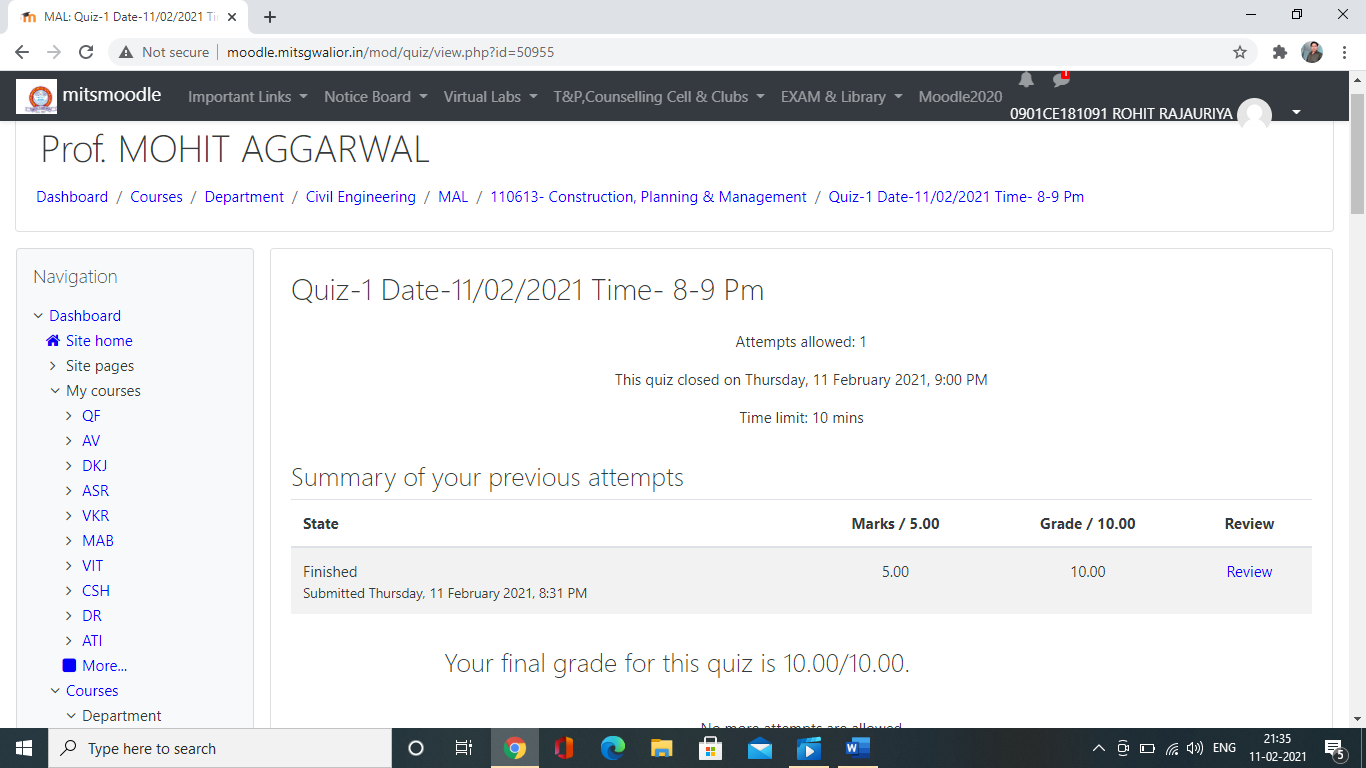 MAL: Quiz-1 Date-11/02/2021 Ti
Not secure
moodle.mitsgwalior.in/mod/quiz/view.php?id=50955
mitsmoodle
Important Links
Notice Board
Virtual Labs
T&P,Counselling Cell & Clubs
EXAM & Library
Moodle2020
0901CE181091 ROHIT RAJAURIYA
Prof. MOHIT AGGARWAL
Dashboard / Courses / Department / Civil Engineering / MAL / 110613- Construction, Planning & Management / Quiz-1 Date-11/02/2021 Time- 8-9 Pm
Navigation
Dashboard
Site home
Site pages
My courses
QF
AV
DKJ
ASR
VKR
MAB
VIT
CSH
DR
ATI
More...
Courses
Department
Quiz-1 Date-11/02/2021 Time- 8-9 Pm
Attempts allowed: 1
This quiz closed on Thursday, 11 February 2021, 9:00 PM
Time limit: 10 mins
Summary of your previous attempts
State Marks / 5.00 Grade / 10.00 Review
Finished 5.00 10.00 Review
Submitted Thursday, 11 February 2021, 8:31 PM
Your final grade for this quiz is 10.00/10.00.
No more attempts are allowed
Type here to search
ENG
21:35
11-02-2021
5